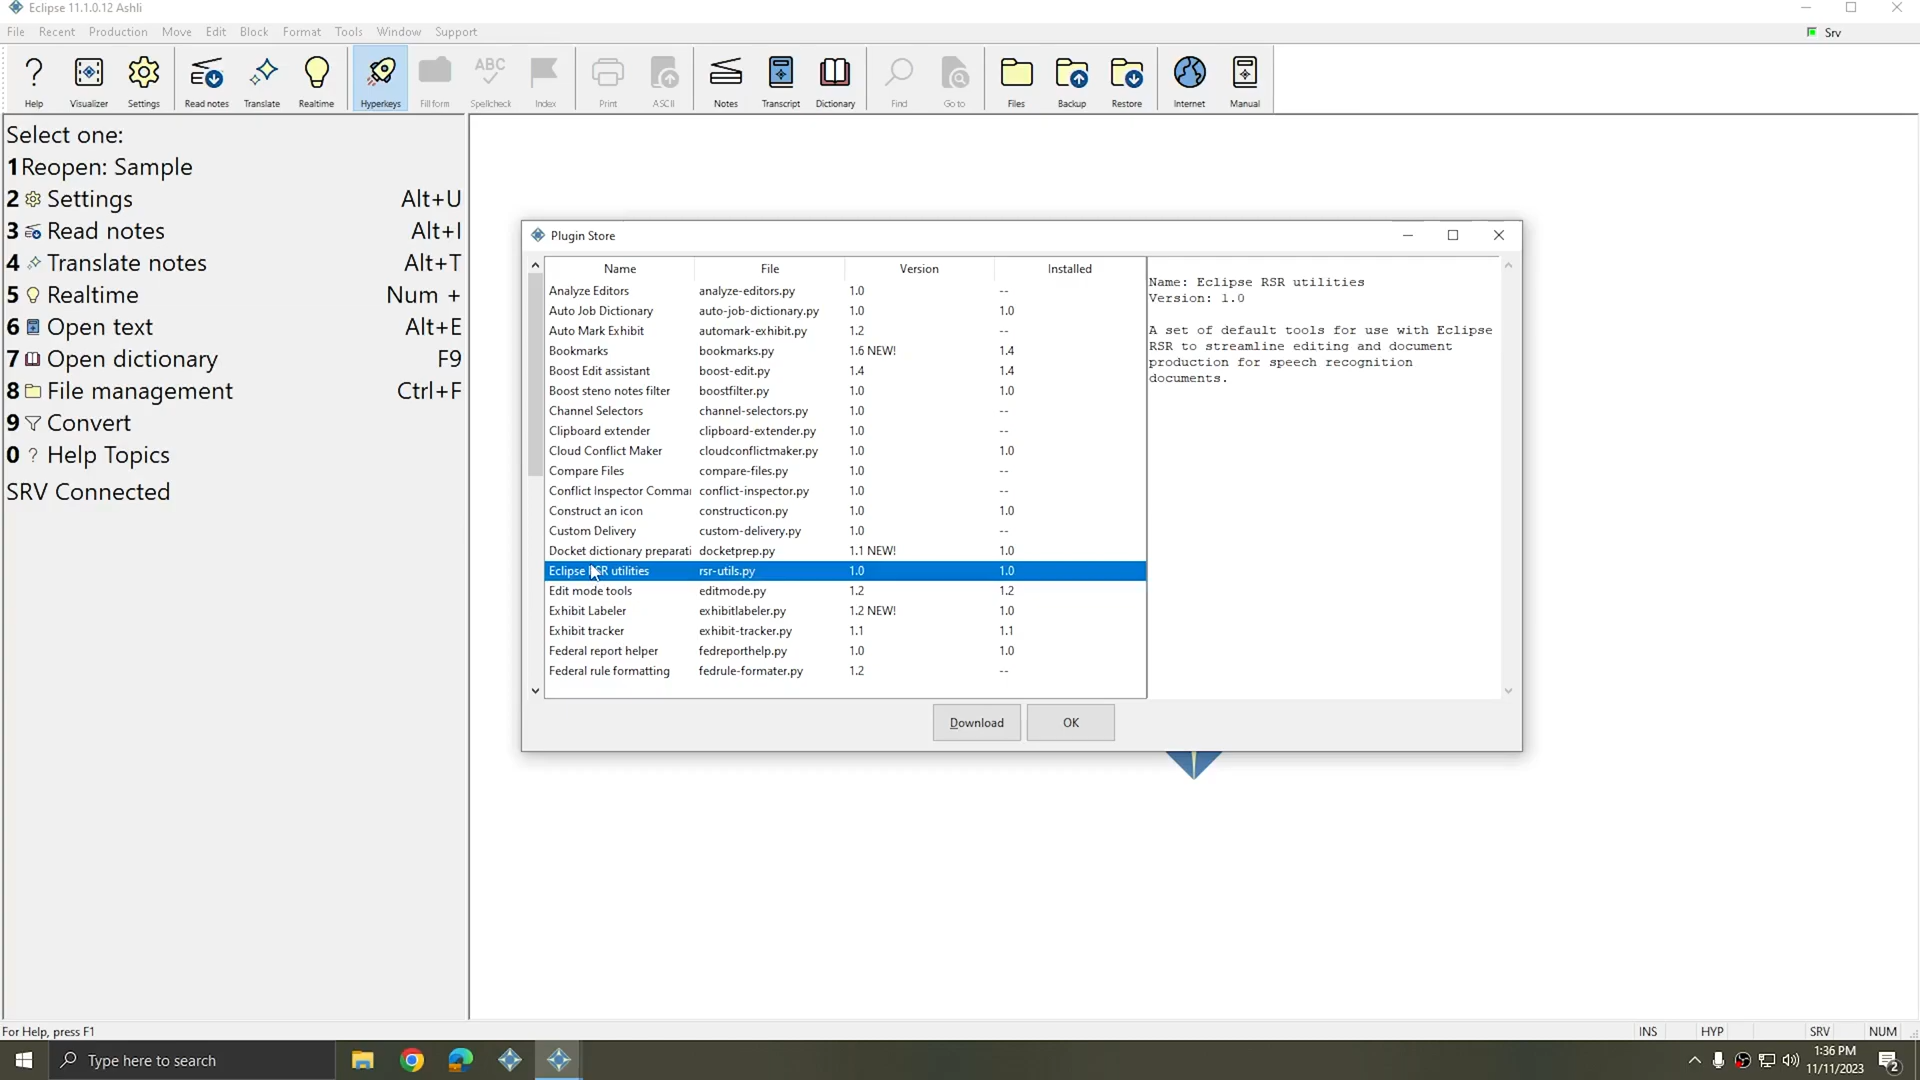 Eclipse 11.1.0.12 Ashli
File Recent Production Move Edit Block Format Tools Window Support
Srv
Help Visualizer Settings Read notes Translate Realtime Hyperkeys Fill form Spellcheck Index Print ASCII Notes Transcript Dictionary Find Go to Files Backup Restore Internet Manual
ABC
Select one:
1Reopen: Sample
2 Settings Alt+U
3 Read notes Alt+I
4 Translate notes Alt+T
5 Realtime Num +
6 Open text Alt+E
7 Open dictionary F9
8 File management Ctrl+F
9 Convert
0 ? Help Topics
SRV Connected
Plugin Store
Name File Version Installed
Analyze Editors analyze-editors.py 1.0 --
Auto Job Dictionary auto-job-dictionary.py 1.0 1.0
Auto Mark Exhibit automark-exhibit.py 1.2 --
Bookmarks bookmarks.py 1.6 NEW! 1.4
Boost Edit assistant boost-edit.py 1.4 1.4
Boost steno notes filter boostfilter.py 1.0 1.0
Channel Selectors channel-selectors.py 1.0 --
Clipboard extender clipboard-extender.py 1.0 --
Cloud Conflict Maker cloudconflictmaker.py 1.0 1.0
Compare Files compare-files.py 1.0 --
Conflict Inspector Comma conflict-inspector.py 1.0 --
Construct an icon constructicon.py 1.0 1.0
Custom Delivery custom-delivery.py 1.0 --
Docket dictionary preparati docketprep.py 1.1 NEW! 1.0
Eclipse RSR utilities rsr-utils.py 1.0 1.0
Edit mode tools editmode.py 1.2 1.2
Exhibit Labeler exhibitlabeler.py 1.2 NEW! 1.0
Exhibit tracker exhibit-tracker.py 1.1 1.1
Federal report helper fedreporthelp.py 1.0 1.0
Federal rule formatting fedrule-formater.py 1.2 --
Name: Eclipse RSR utilities
Version: 1.0
A set of default tools for use with Eclipse
RSR to streamline editing and document
production for speech recognition
documents.
Download OK
For Help, press F1
INS HYP SRV NUM
Type here to search
1:36 PM
11/11/2023
2